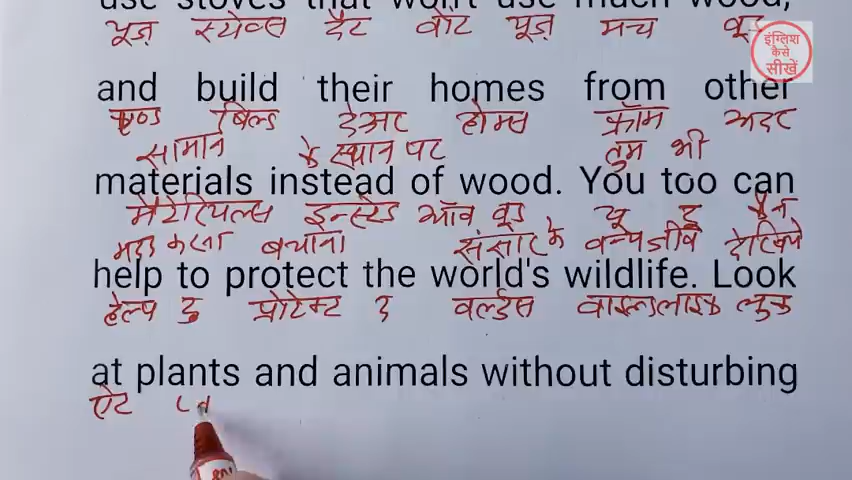 use stoves that won't use much wood,
यूज़ स्टोव्स दैट वोंट यूज़ मच वूड
इंग्लिश
कैसे
सीखें
and build their homes from other
एण्ड बिल्ड देअर होम्स फ्रॉम अदर
सामान के स्थान पर तुम भी
materials instead of wood. You too can
मैटेरियल्स इन्स्टेड ऑव वूड यू टू कैन
मदद करना बचाना संसार के वन्यजीव देखिये
help to protect the world's wildlife. Look
हेल्प टु प्रोटेक्ट द वर्ल्ड्स वाइल्डलाइफ लुक
at plants and animals without disturbing
ऐट